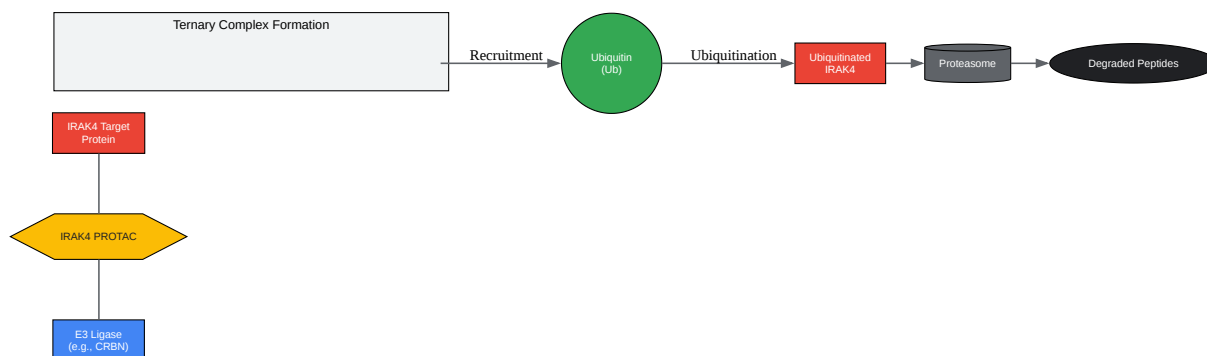 Ternary Complex Formation
Recruitment
Ubiquitin
(Ub)
Ubiquitination
Ubiquitinated
IRAK4
Proteasome
Degraded Peptides
IRAK4 Target
Protein
IRAK4 PROTAC
E3 Ligase
(e.g., CRBN)